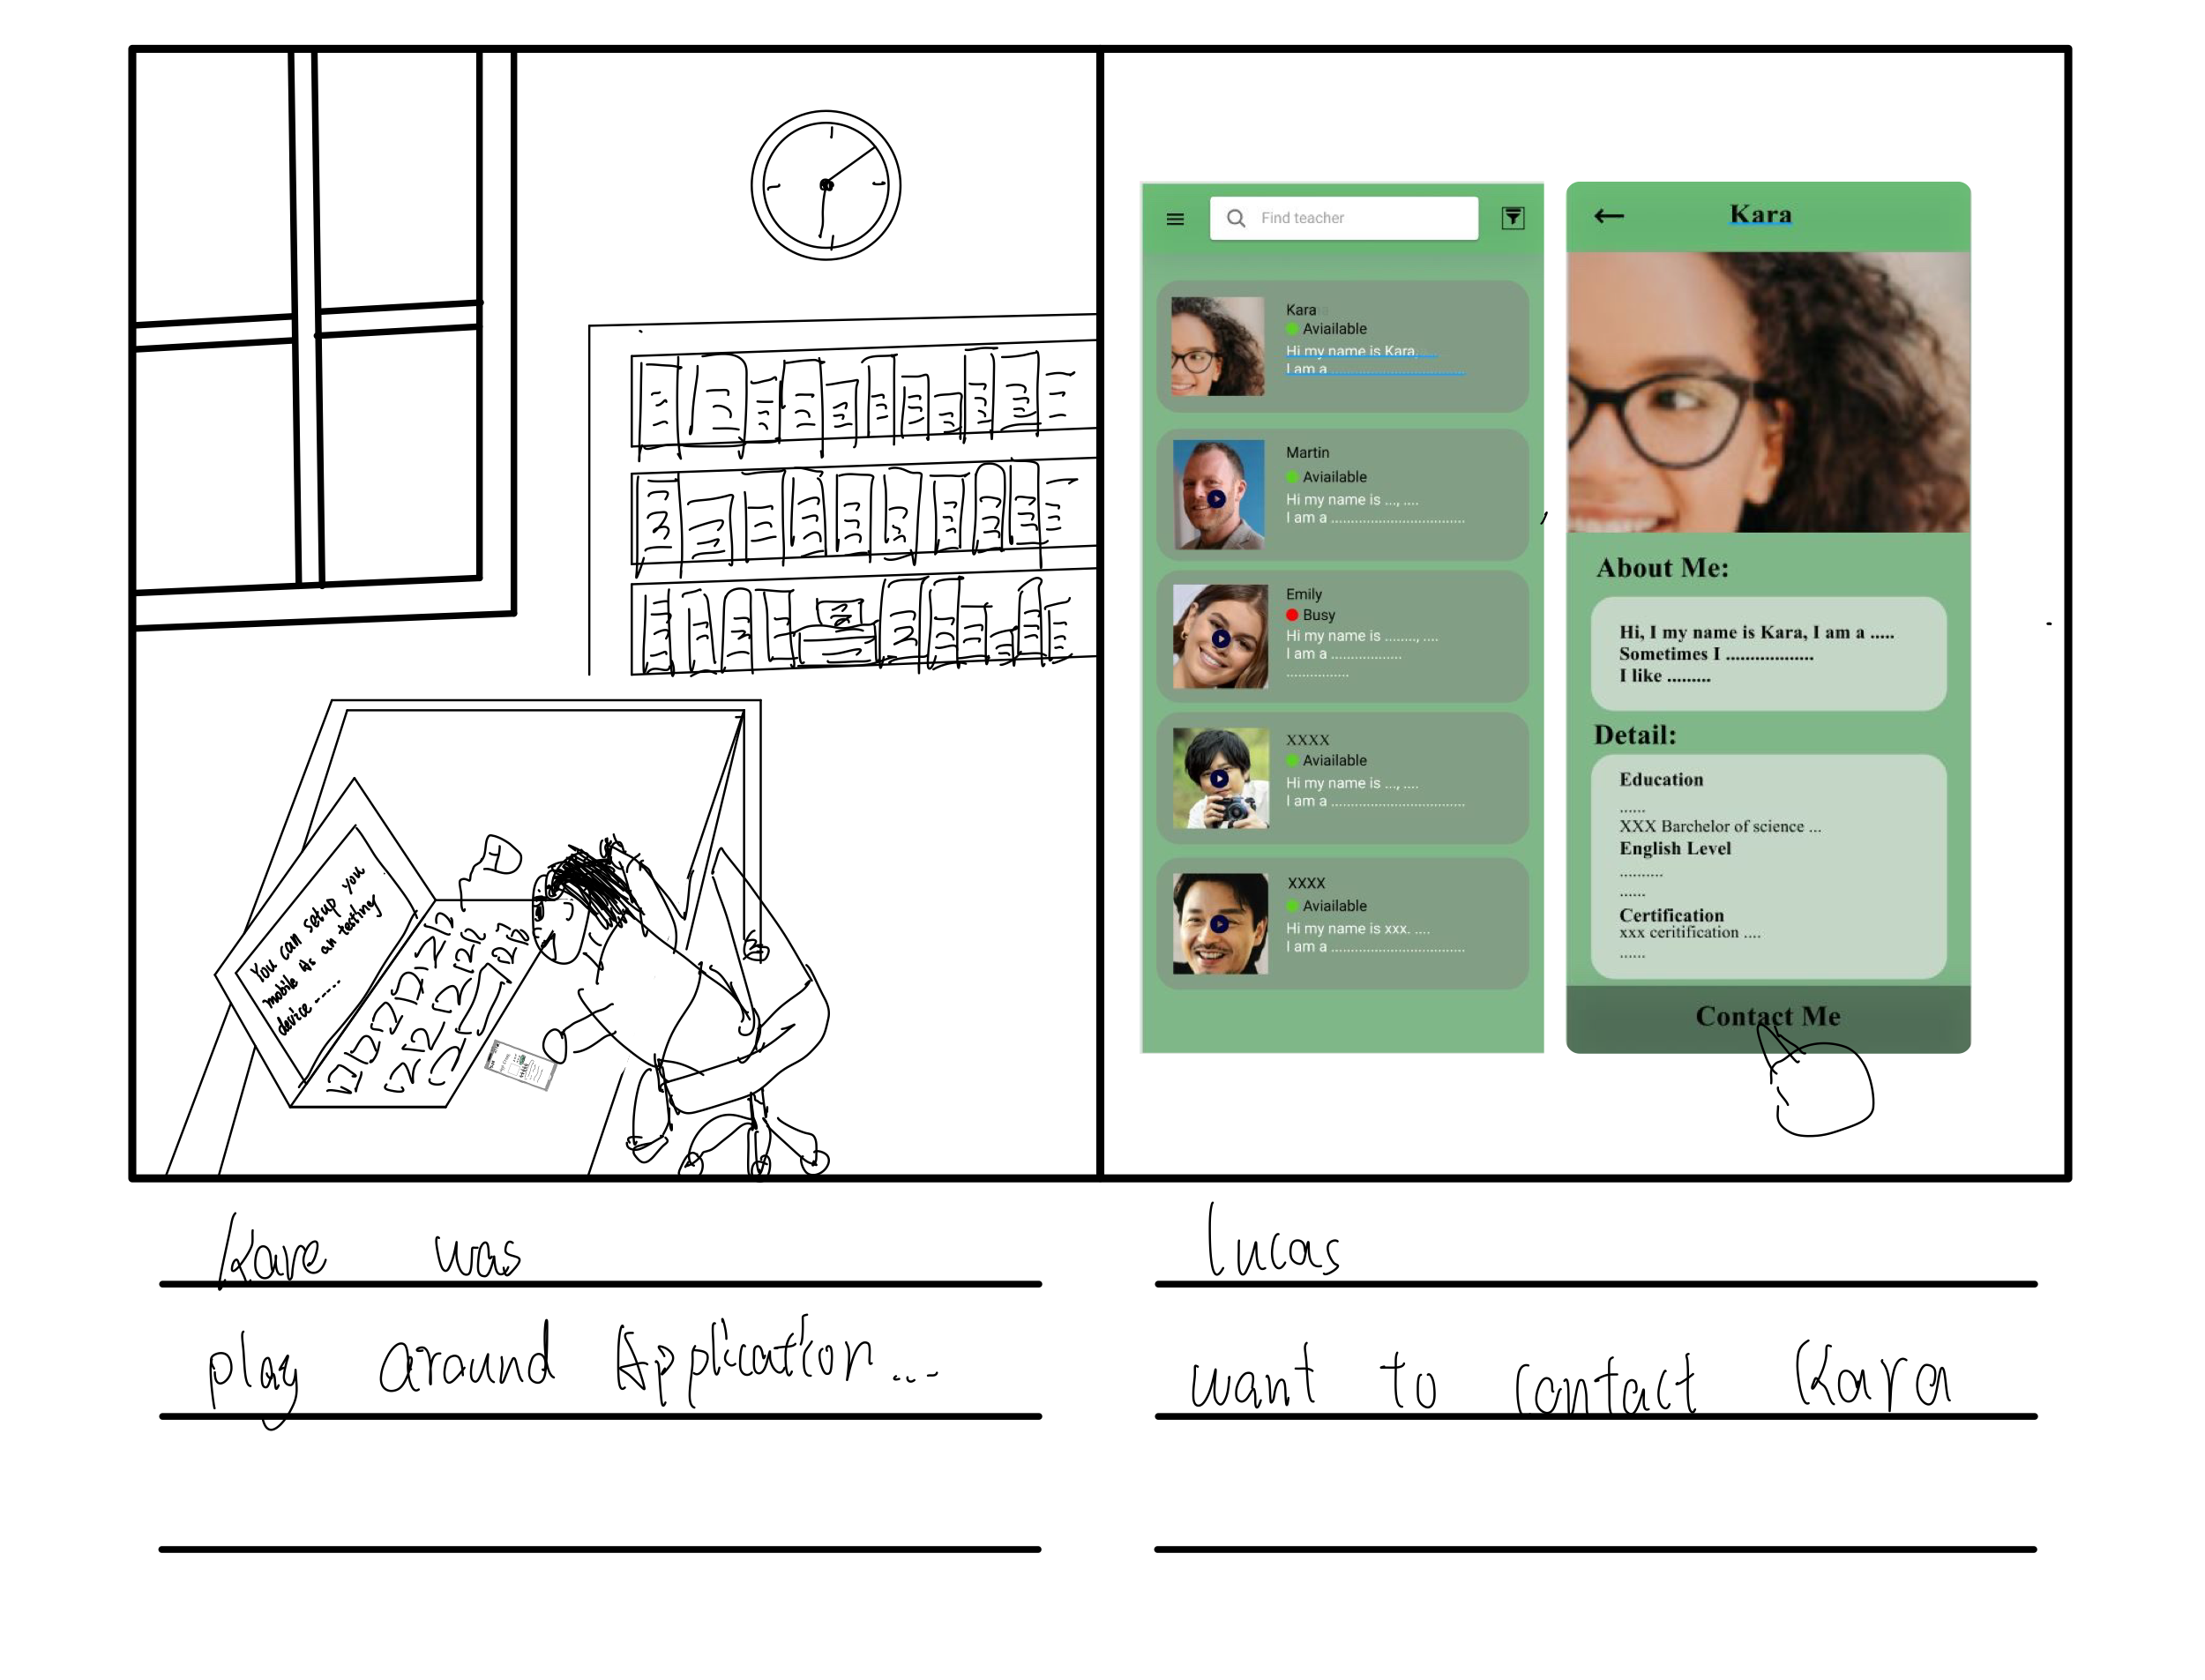 You can setup you
mobile as an testing
device -----
Find teacher
Kara
Aviailable
Hi my name is Kara,
I am a ..................................
Martin
Aviailable
Hi my name is ..., ....
I am a ..................................
Emily
Busy
Hi my name is ........, ....
I am a ..................
................
XXXX
Aviailable
Hi my name is ..., ....
I am a ..................................
XXXX
Aviailable
Hi my name is xxx. ....
I am a ..................................
Kara
About Me:
Hi, I my name is Kara, I am a .....
Sometimes I ..................
I like .........
Detail:
Education
......
XXX Barchelor of science ...
English Level
..........
......
Certification
xxx ceritification ....
......
Contact Me
Kare was
play around Application...
Lucas
want to contact Kara